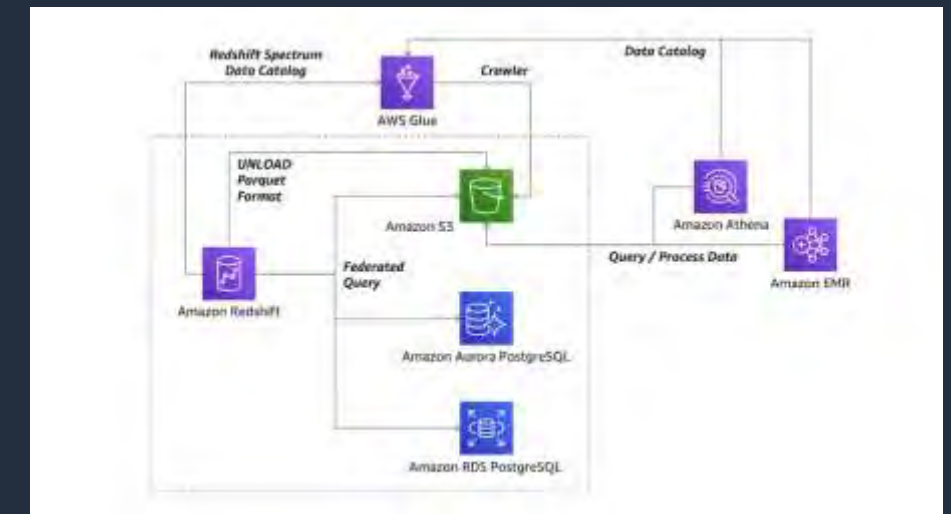 Redshift Spectrum
Data Catalog
Crawler
Data Catalog
AWS Glue
UNLOAD
Parquet
Format
Amazon S3
Amazon Athena
Query / Process Data
Amazon EMR
Federated
Query
Amazon Redshift
Amazon Aurora PostgreSQL
Amazon RDS PostgreSQL